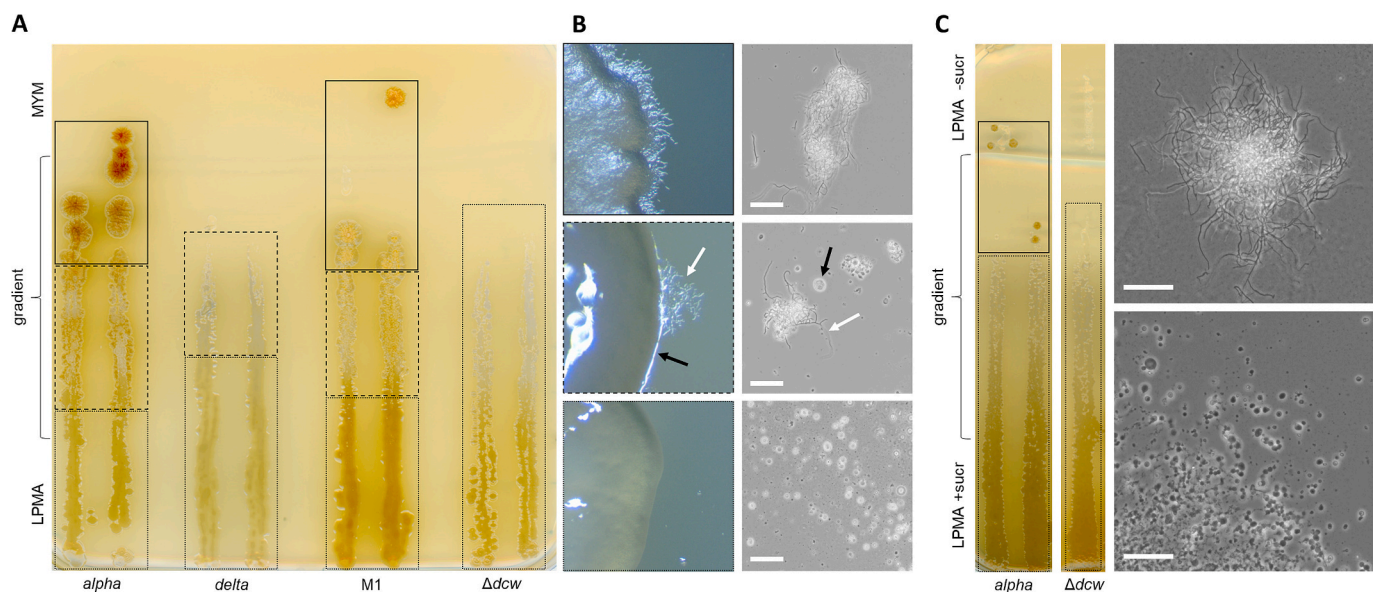 A
B
C
MYM
gradient
LPMA
alpha
delta
M1
Δdcw
LPMA -sucr
gradient
LPMA +sucr
alpha
Δdcw